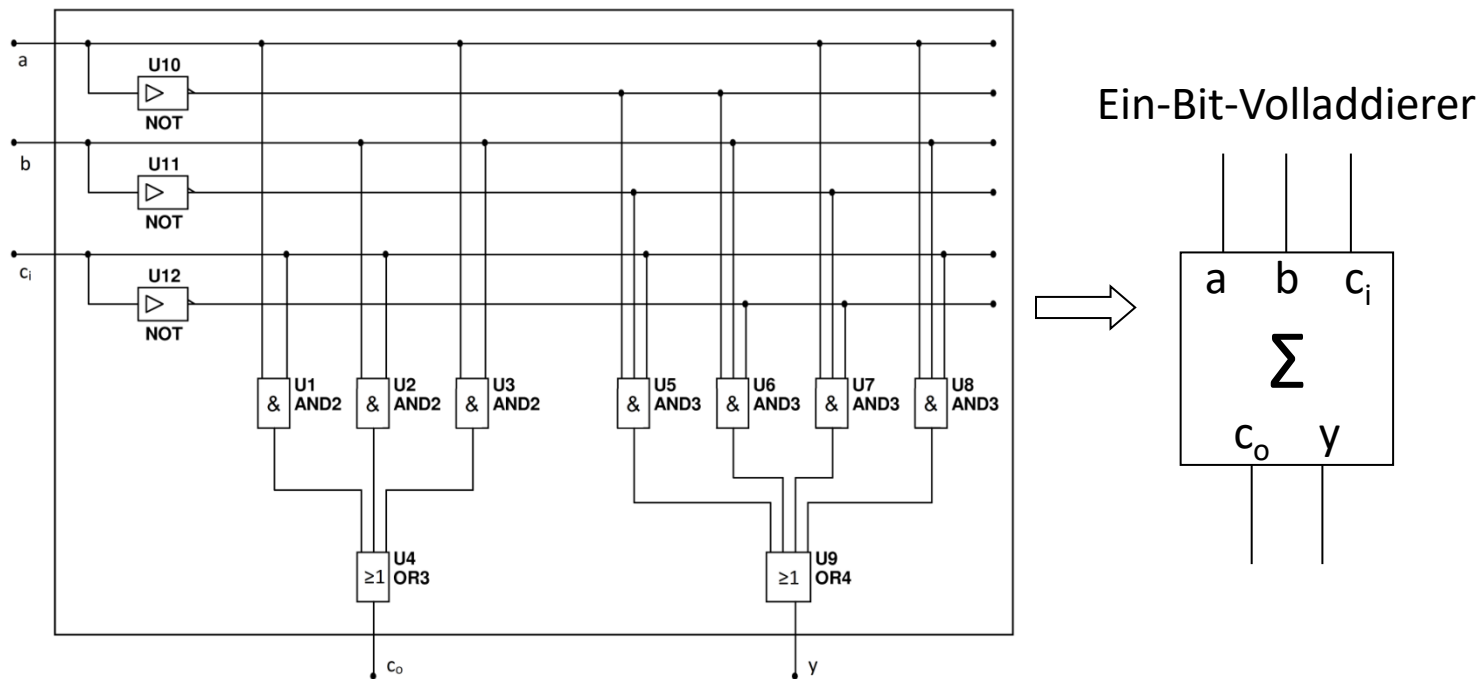 a
U10
NOT
b
U11
NOT
cᵢ
U12
NOT
U1
AND2
&
U2
AND2
&
U3
AND2
&
U5
AND3
&
U6
AND3
&
U7
AND3
&
U8
AND3
&
U4
OR3
≥1
U9
OR4
≥1
cₒ
y
Ein-Bit-Volladdierer
a b cᵢ
Σ
cₒ y